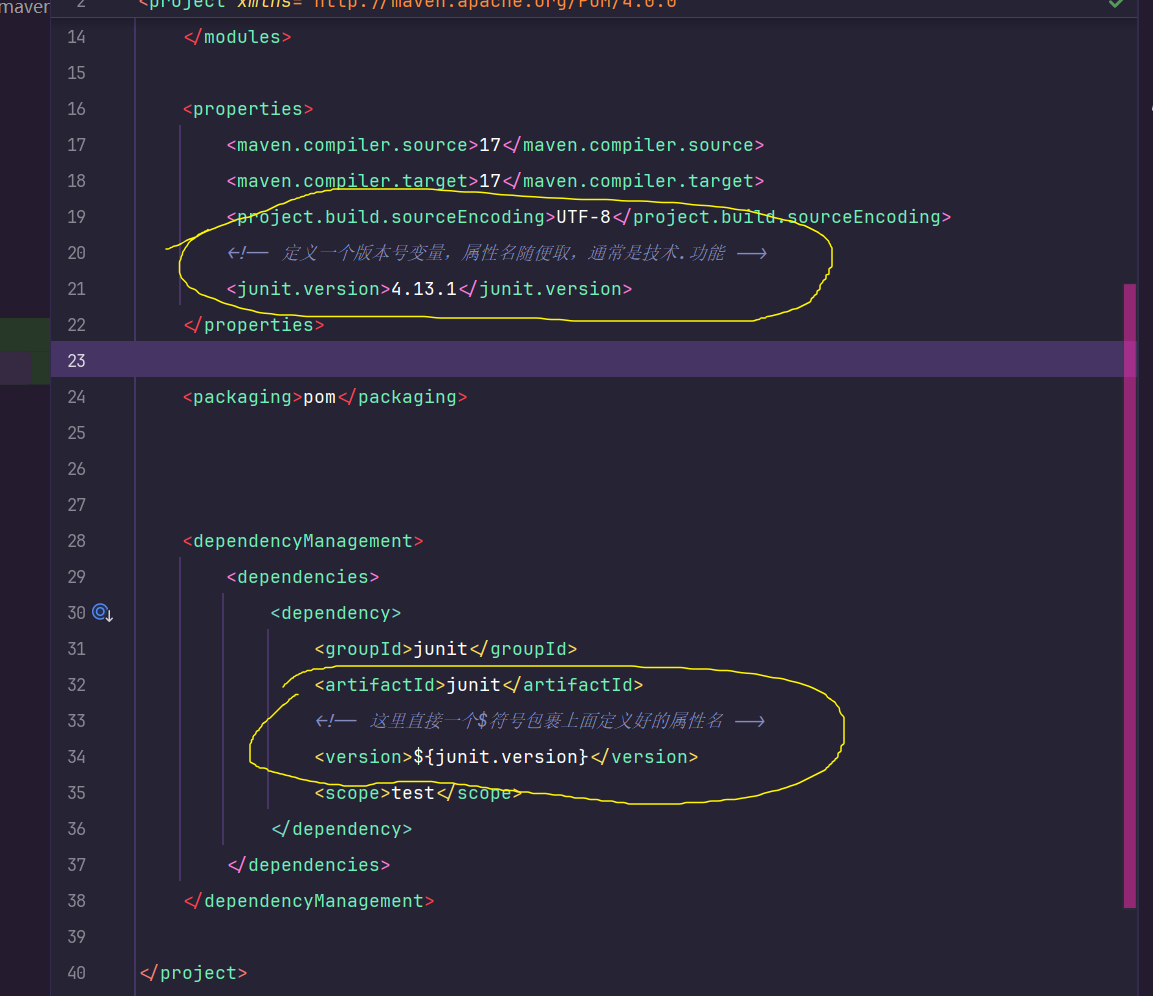 maven
2 <project xmlns="http://maven.apache.org/POM/4.0.0"
14 </modules>
15
16 <properties>
17 <maven.compiler.source>17</maven.compiler.source>
18 <maven.compiler.target>17</maven.compiler.target>
19 <project.build.sourceEncoding>UTF-8</project.build.sourceEncoding>
20 <!-- 定义一个版本号变量，属性名随便取，通常是技术.功能 -->
21 <junit.version>4.13.1</junit.version>
22 </properties>
23
24 <packaging>pom</packaging>
25
26
27
28 <dependencyManagement>
29 <dependencies>
30 <dependency>
31 <groupId>junit</groupId>
32 <artifactId>junit</artifactId>
33 <!-- 这里直接一个$符号包裹上面定义好的属性名 -->
34 <version>${junit.version}</version>
35 <scope>test</scope>
36 </dependency>
37 </dependencies>
38 </dependencyManagement>
39
40 </project>